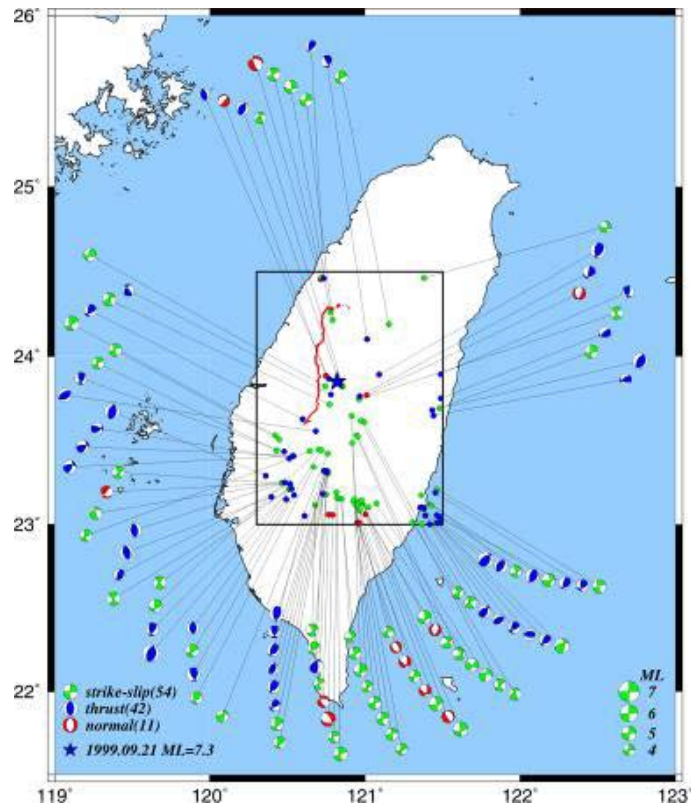 26˚
25˚
24˚
23˚
22˚
strike-slip(54)
thrust(42)
normal(11)
1999.09.21 ML=7.3
ML
7
6
5
4
119˚ 120˚ 121˚ 122˚ 123˚